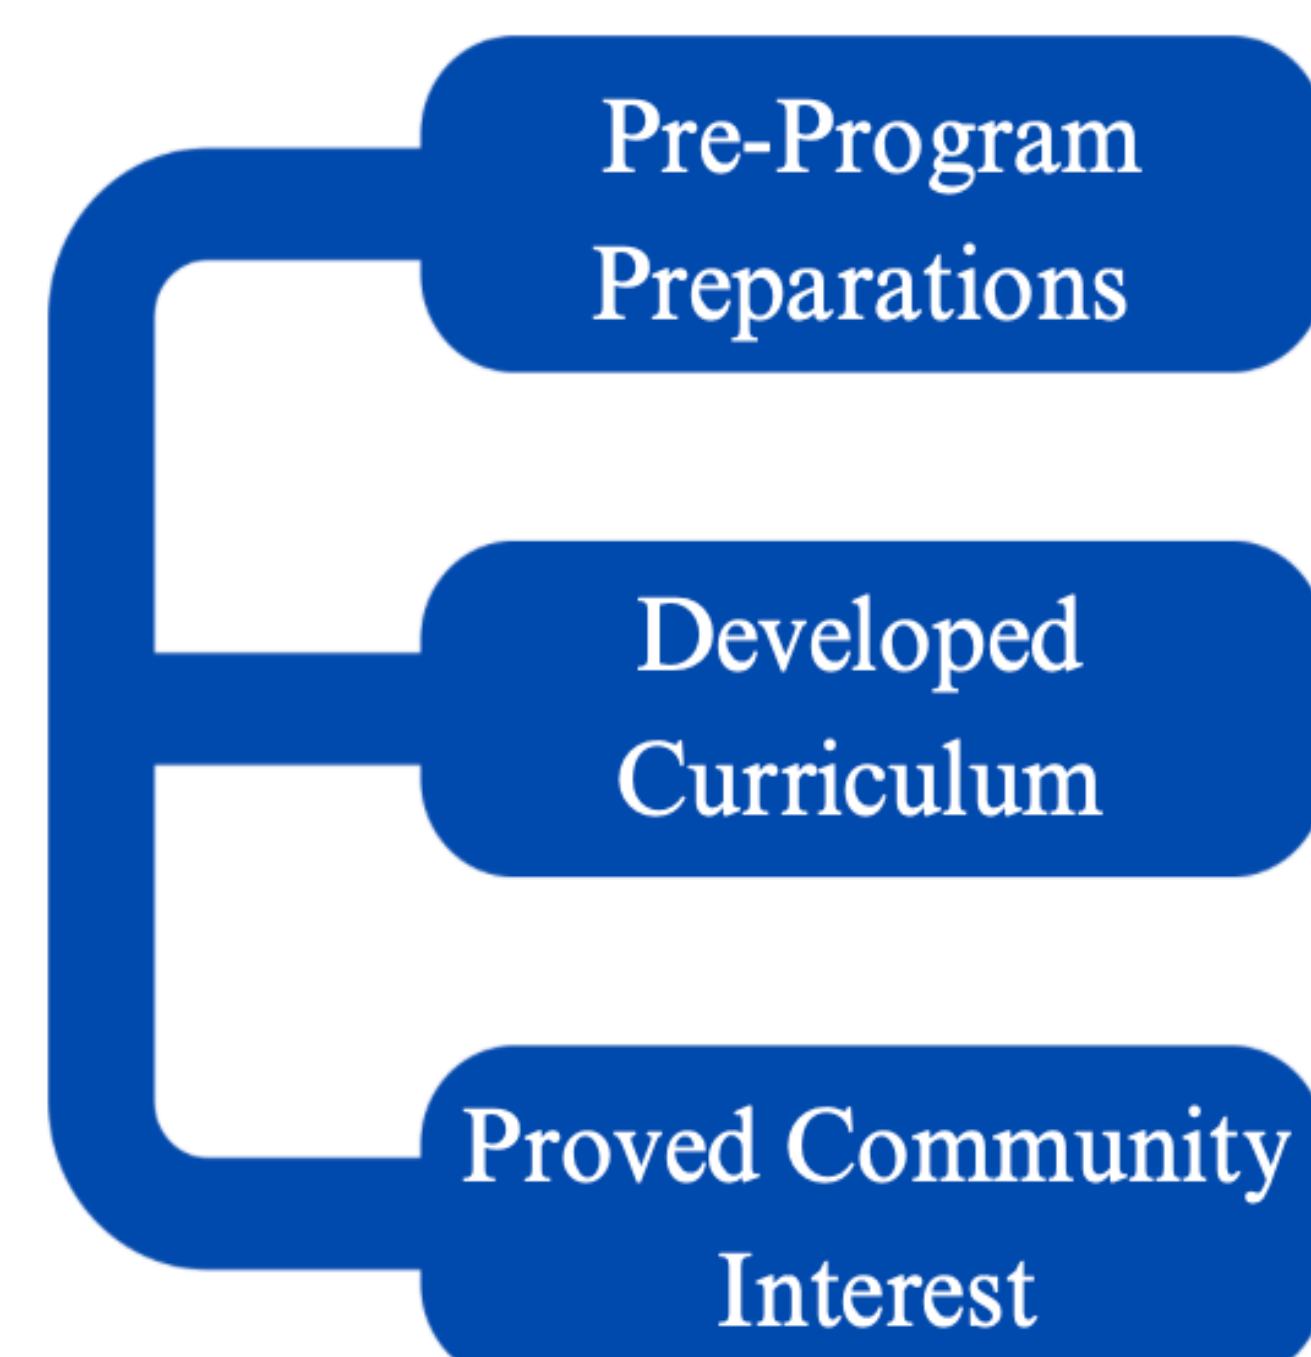 Pre-Program
Preparations
Developed
Curriculum
Proved Community
Interest